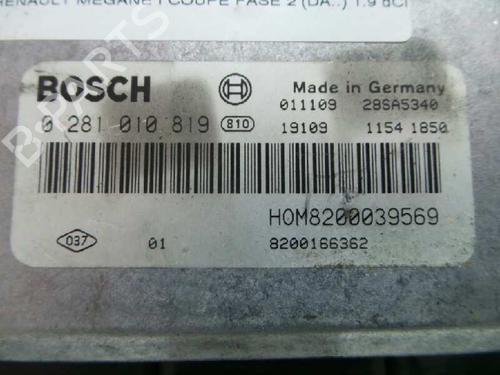 RENAULT MEGANE I COUPE FASE 2 (DA..) 1.9 dCi
BOSCH Made in Germany
011109 28SA5340
0 281 010 819 810 19109 1154 1850
HOM8200039569
037 01 8200166362